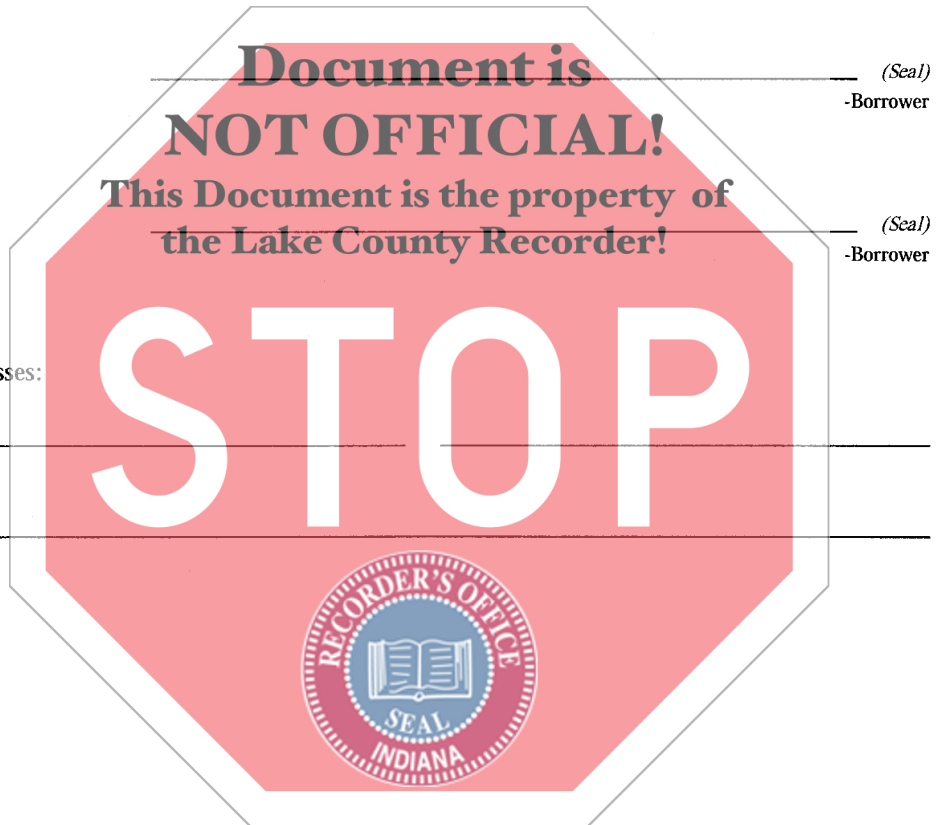 Document is
(Seal)
-Borrower
NOT OFFICIAL!
This Document is the property of
(Seal)
the Lake County Recorder!
-Borrower
STOP
sses:
RECORDER'S OFFICE
SEAL
INDIANA